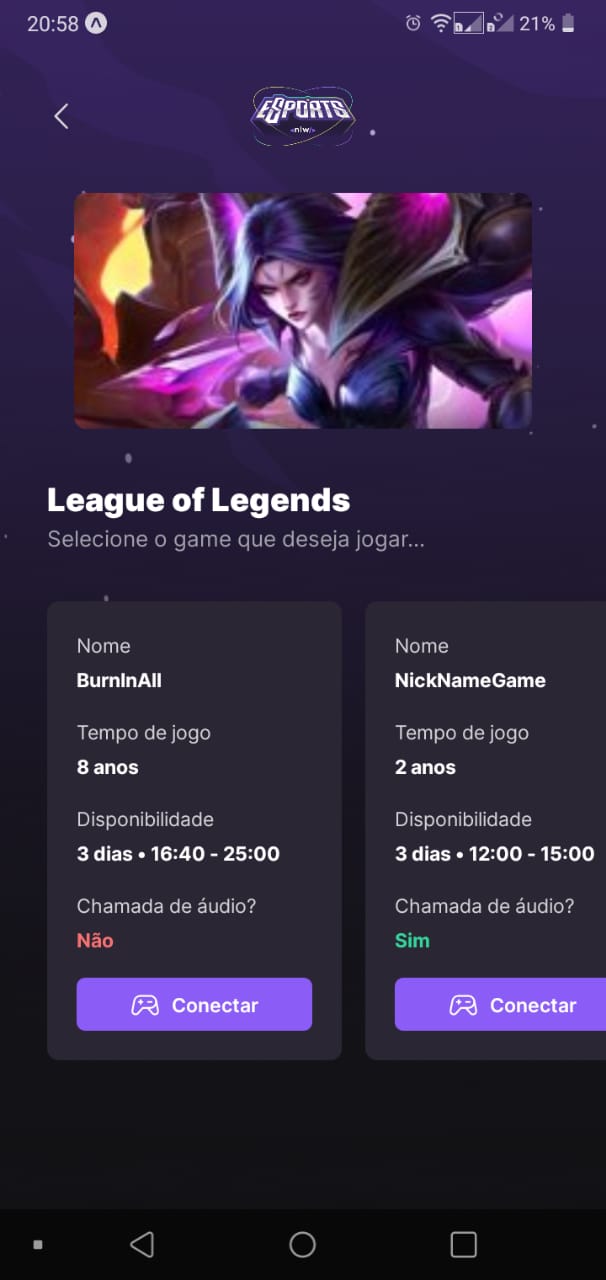 20:58
21%
ESPORTS
<nlw/>
League of Legends
Selecione o game que deseja jogar...
Nome
BurnInAll
Tempo de jogo
8 anos
Disponibilidade
3 dias • 16:40 - 25:00
Chamada de áudio?
Não
Conectar
Nome
NickNameGame
Tempo de jogo
2 anos
Disponibilidade
3 dias • 12:00 - 15:00
Chamada de áudio?
Sim
Conectar